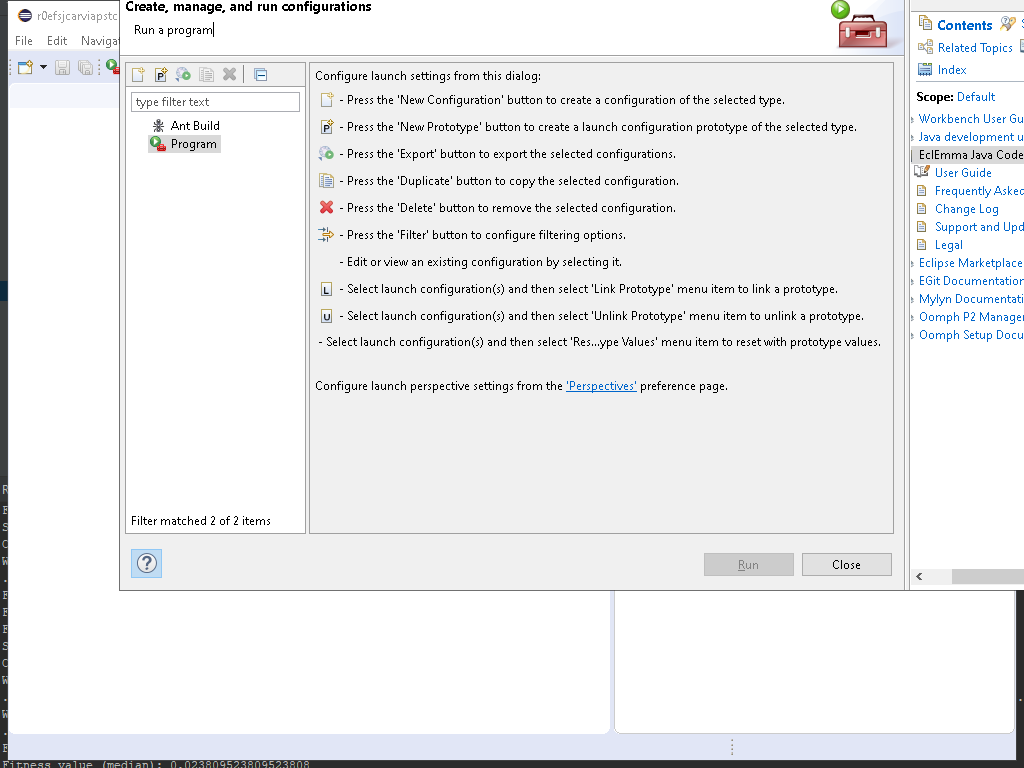 r0efsjcarviapstc
Create, manage, and run configurations
Run a program
File Edit Navigat
type filter text
Ant Build
Program
Filter matched 2 of 2 items
Configure launch settings from this dialog:
- Press the 'New Configuration' button to create a configuration of the selected type.
- Press the 'New Prototype' button to create a launch configuration prototype of the selected type.
- Press the 'Export' button to export the selected configurations.
- Press the 'Duplicate' button to copy the selected configuration.
- Press the 'Delete' button to remove the selected configuration.
- Press the 'Filter' button to configure filtering options.
- Edit or view an existing configuration by selecting it.
L - Select launch configuration(s) and then select 'Link Prototype' menu item to link a prototype.
U - Select launch configuration(s) and then select 'Unlink Prototype' menu item to unlink a prototype.
- Select launch configuration(s) and then select 'Res...ype Values' menu item to reset with prototype values.
Configure launch perspective settings from the 'Perspectives' preference page.
Run
Close
Contents
Related Topics
Index
Scope: Default
Workbench User Gu
Java development u
EclEmma Java Code
User Guide
Frequently Asked
Change Log
Support and Upd
Legal
Eclipse Marketplace
EGit Documentation
Mylyn Documentati
Oomph P2 Manager
Oomph Setup Docu
Fitness value (median): 0.023809523809523808